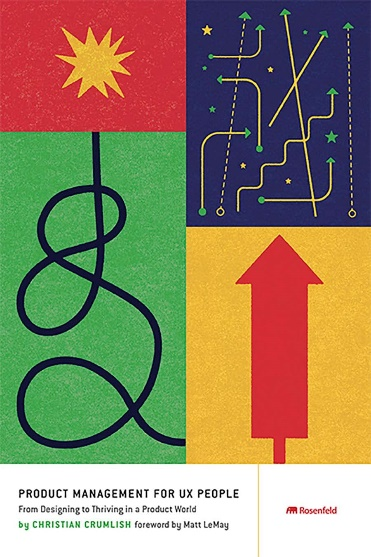 PRODUCT MANAGEMENT FOR UX PEOPLE
From Designing to Thriving in a Product World
by CHRISTIAN CRUMLISH foreword by Matt LeMay
Rosenfeld